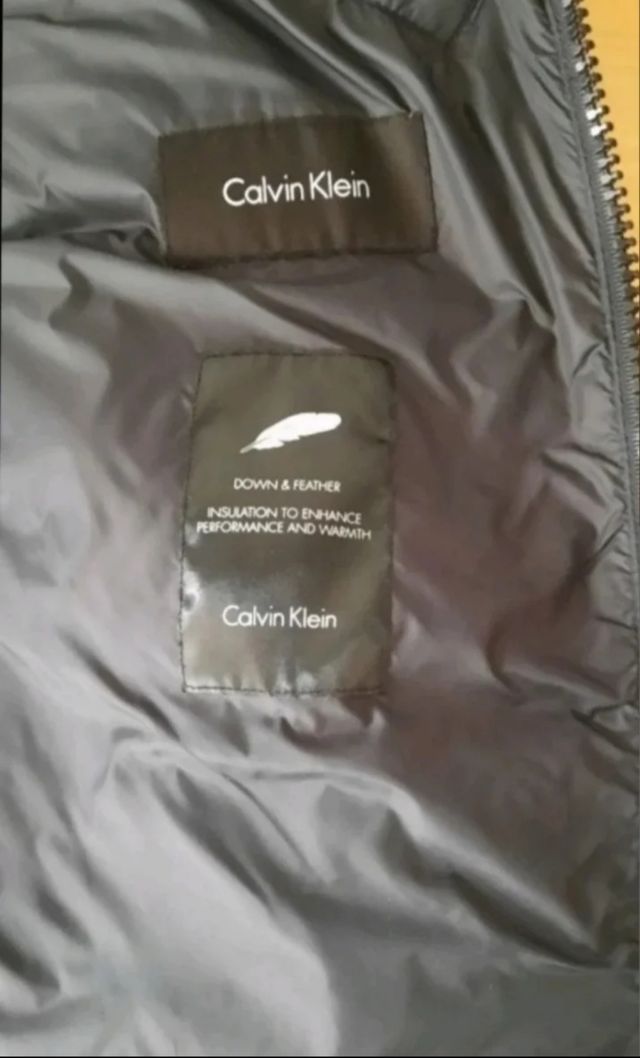 Calvin Klein
DOWN & FEATHER
INSULATION TO ENHANCE
PERFORMANCE AND WARMTH
Calvin Klein